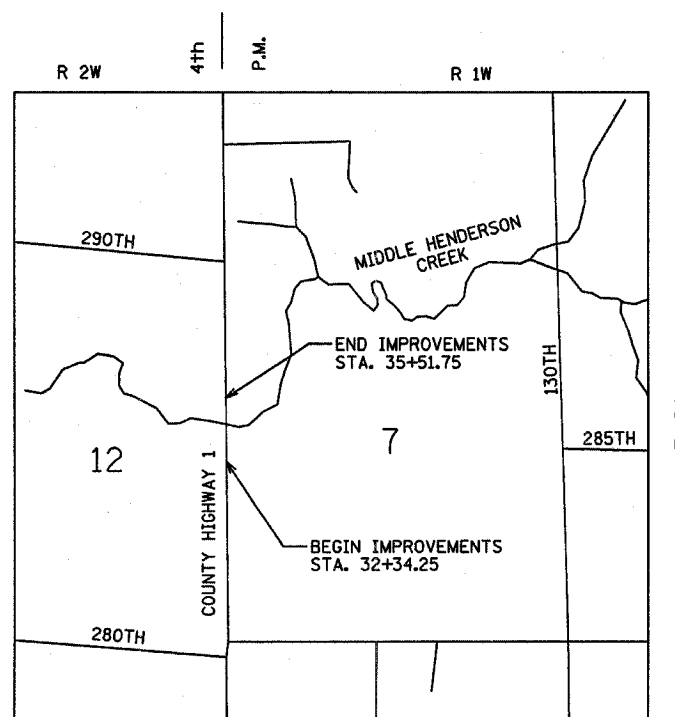 R 2W
4th
P.M.
R 1W
290TH
MIDDLE HENDERSON
CREEK
END IMPROVEMENTS
STA. 35+51.75
130TH
12
7
285TH
COUNTY HIGHWAY 1
BEGIN IMPROVEMENTS
STA. 32+34.25
280TH